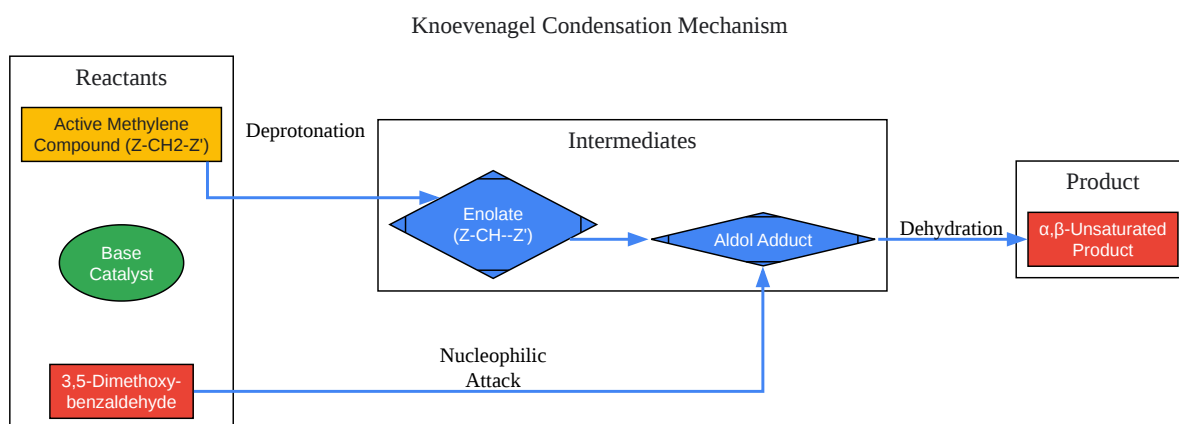 Knoevenagel Condensation Mechanism
Reactants
Active Methylene
Compound (Z-CH2-Z')
Deprotonation
Intermediates
Enolate
(Z-CH--Z')
Aldol Adduct
Dehydration
Product
α,β-Unsaturated
Product
Base
Catalyst
Nucleophilic
Attack
3,5-Dimethoxy-
benzaldehyde